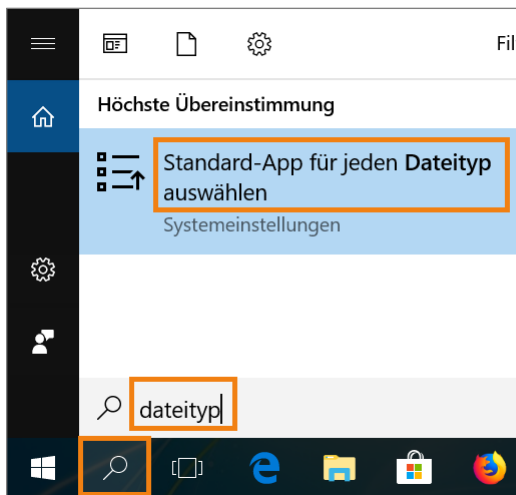 Fil
Höchste Übereinstimmung
Standard-App für jeden Dateityp
auswählen
Systemeinstellungen
dateityp